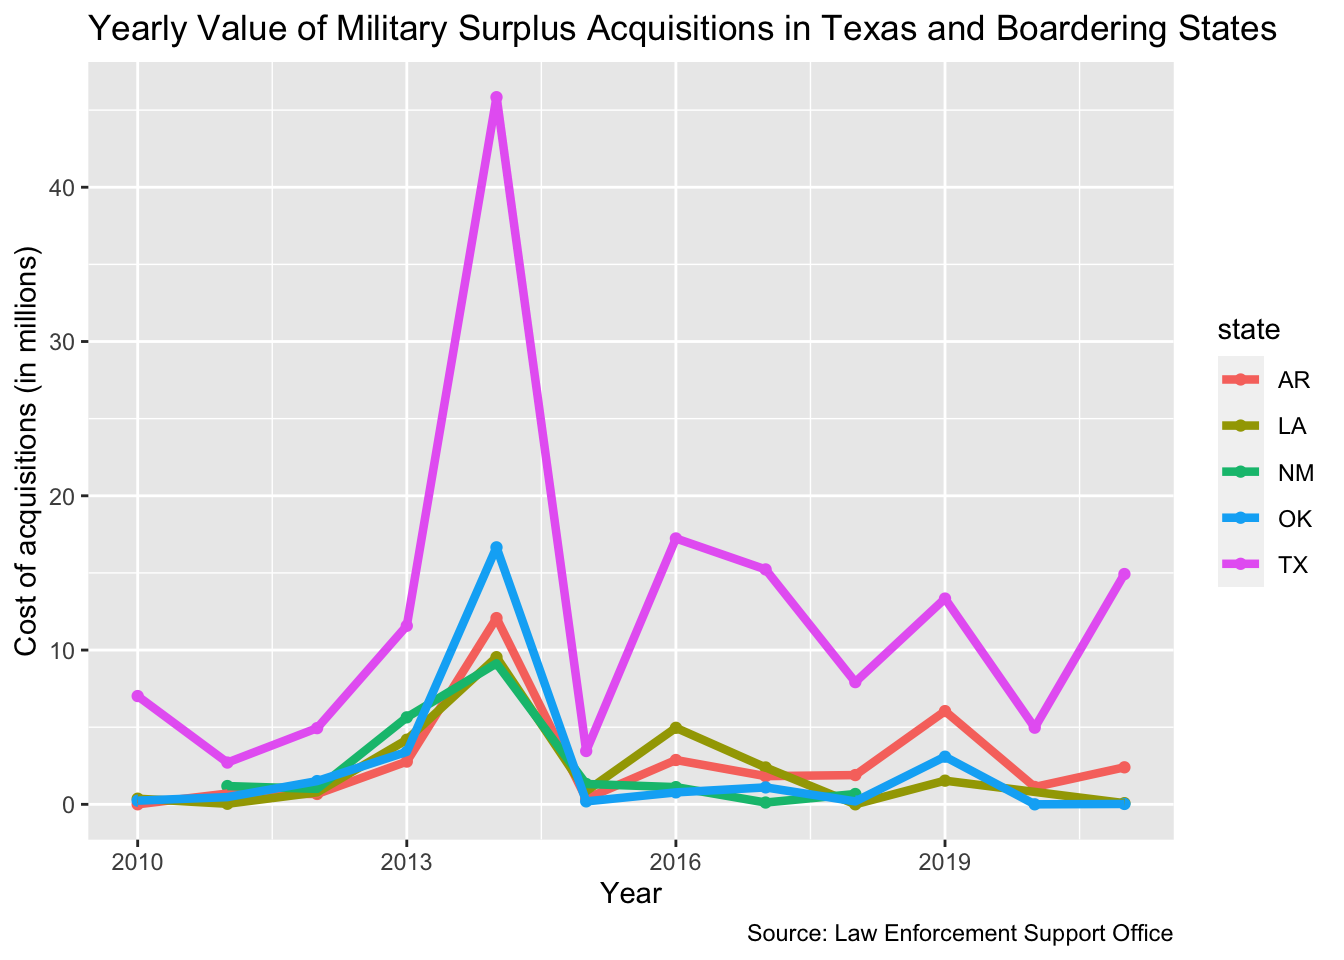 Yearly Value of Military Surplus Acquisitions in Texas and Boardering States
Cost of acquisitions (in millions)
40
30
20
10
0
2010 2013 2016 2019
Year
state
AR
LA
NM
OK
TX
Source: Law Enforcement Support Office